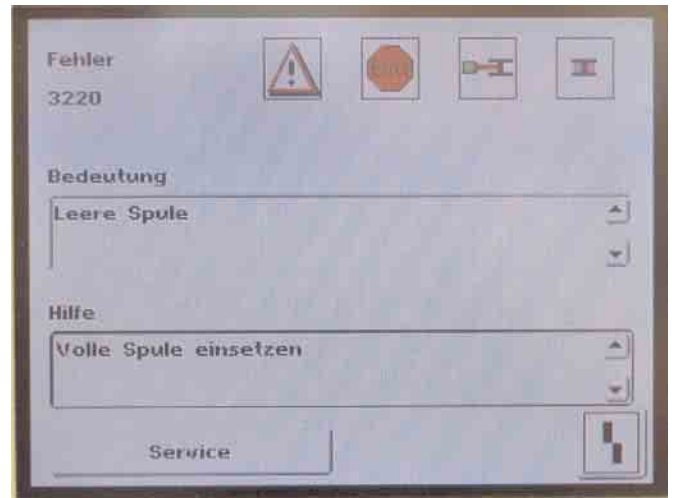 Fehler
3220
Bedeutung
Leere Spule
Hilfe
Volle Spule einsetzen
Service